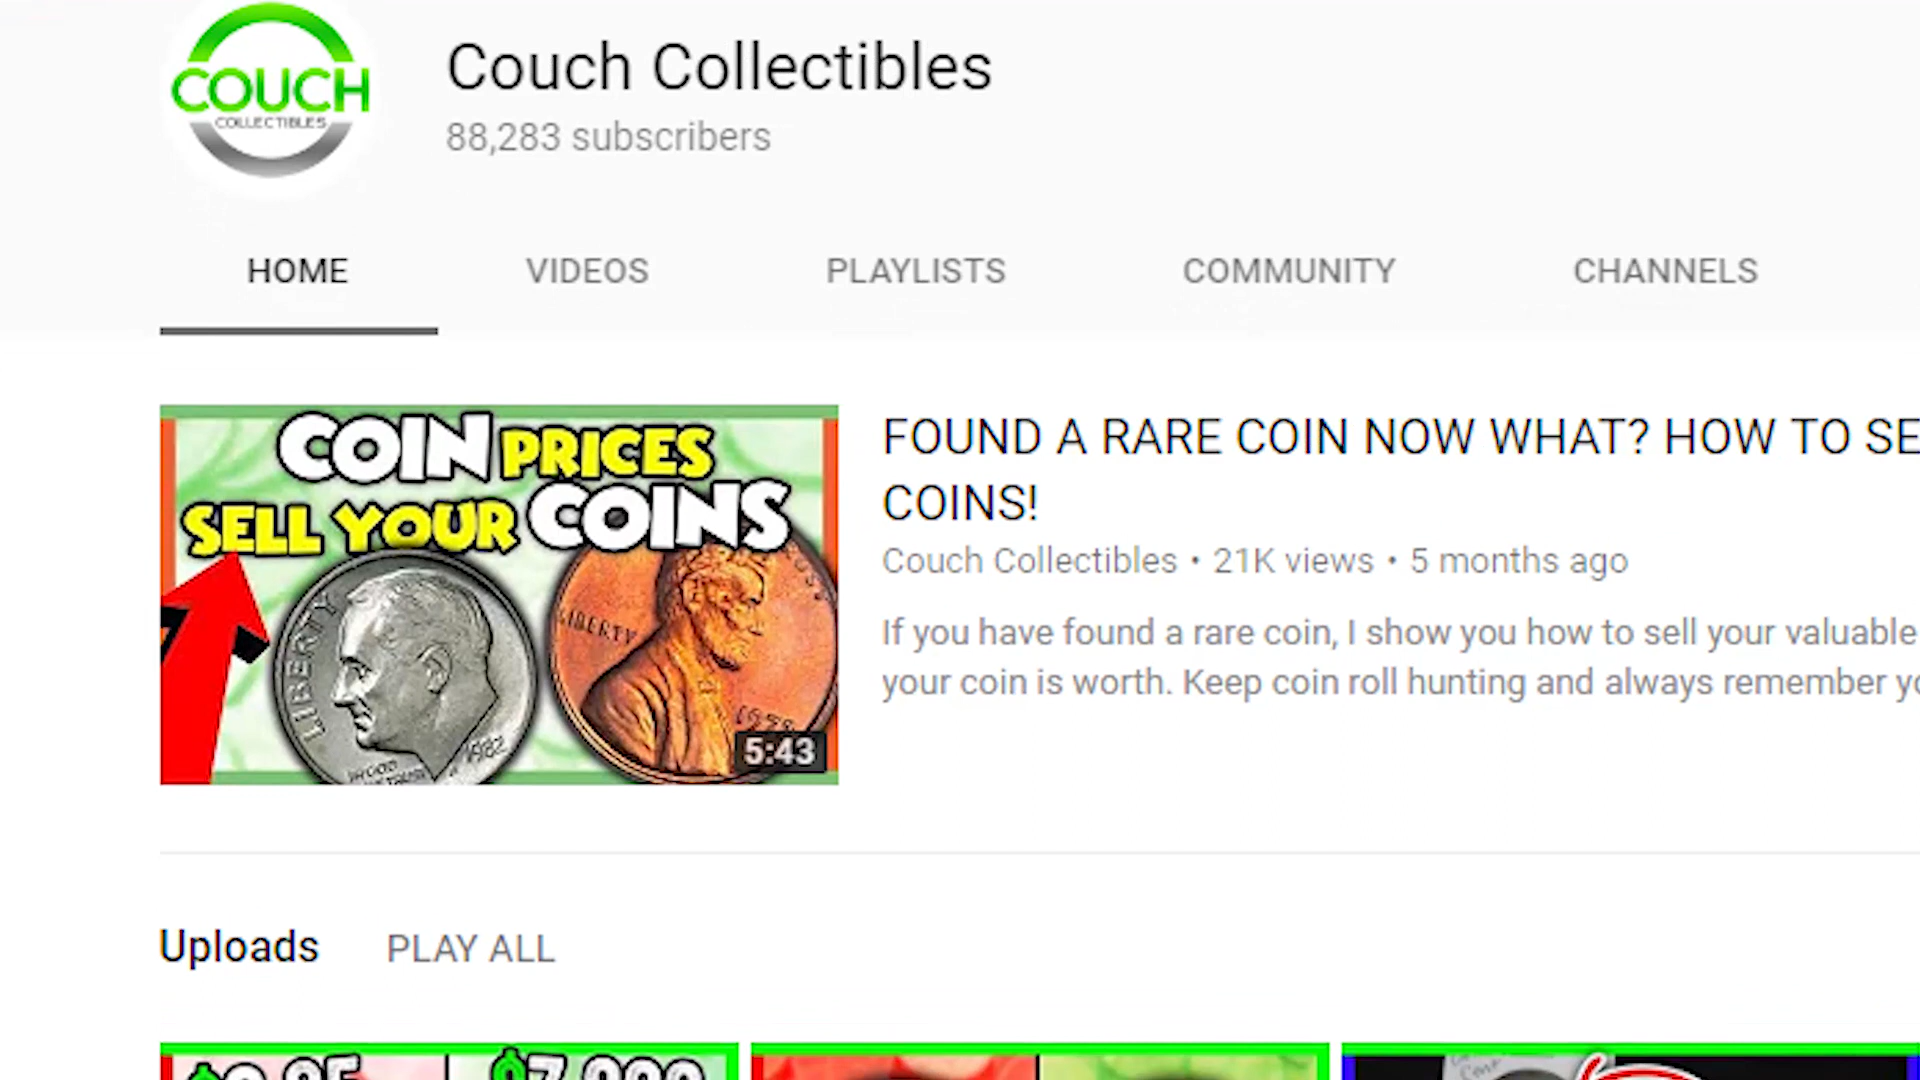 COUCH
COLLECTIBLES
Couch Collectibles
88,283 subscribers
HOME
VIDEOS
PLAYLISTS
COMMUNITY
CHANNELS
COIN PRICES
SELL YOUR COINS
LIBERTY
1982
LIBERTY
5:43
FOUND A RARE COIN NOW WHAT? HOW TO SE
COINS!
Couch Collectibles • 21K views • 5 months ago
If you have found a rare coin, I show you how to sell your valuable
your coin is worth. Keep coin roll hunting and always remember yo
Uploads
PLAY ALL